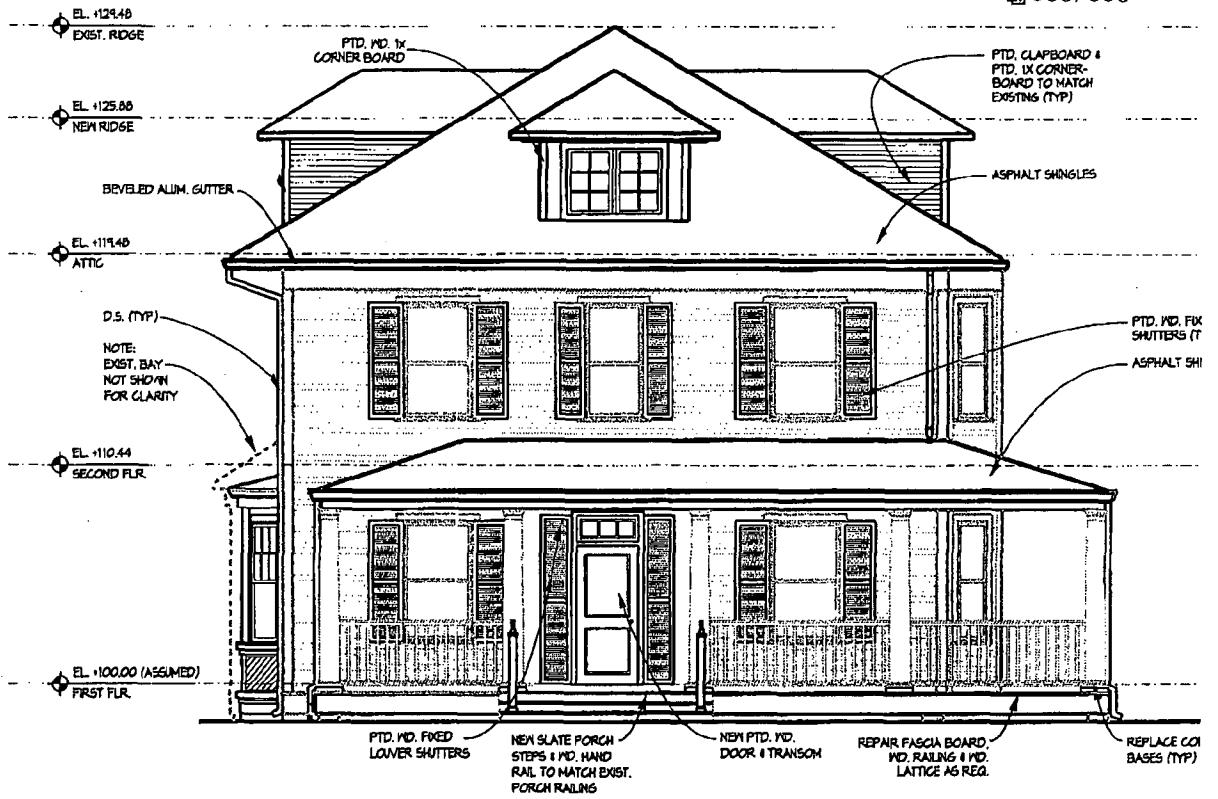 EL. +129.48
EXIST. RIDGE
PTD. WD. 1x
CORNER BOARD
PTD. CLAPBOARD &
PTD. 1X CORNER-
BOARD TO MATCH
EXISTING (TYP)
EL. +125.88
NEW RIDGE
BEVELED ALUM. GUTTER
ASPHALT SHINGLES
EL. +119.48
ATTIC
D.S. (TYP)
NOTE:
EXIST. BAY
NOT SHOWN
FOR CLARITY
PTD. WD. FIX
SHUTTERS (T
ASPHALT SHI
EL. +110.44
SECOND FLR.
EL. +100.00 (ASSUMED)
FIRST FLR.
PTD. WD. FIXED
LOUVER SHUTTERS
NEW SLATE PORCH
STEPS & WD. HAND
RAIL TO MATCH EXIST.
PORCH RAILING
NEW PTD. WD.
DOOR & TRANSOM
REPAIR FASCIA BOARD,
WD. RAILING & WD.
LATTICE AS REQ.
REPLACE COL
BASES (TYP)